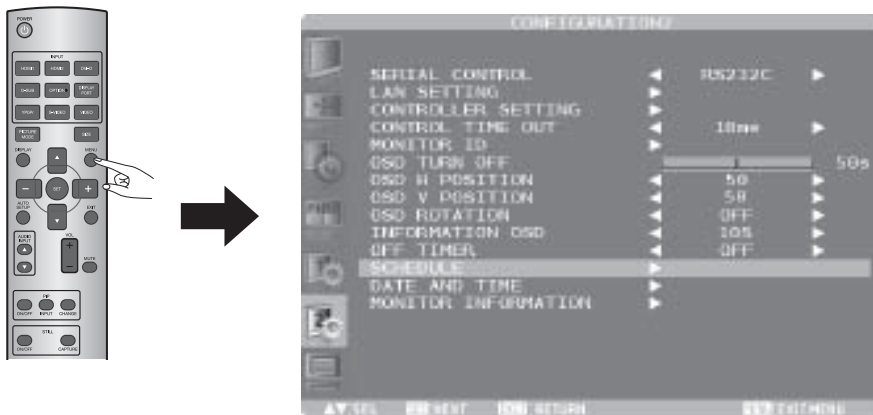 POWER
INPUT
HDMI1 HDMI2 DVI-D
D-SUB OPTION DISPLAY PORT
YPbPr S-VIDEO VIDEO
PICTURE MODE SIZE
DISPLAY MENU
SET
AUTO SETUP EXIT
AUDIO INPUT VOL
MUTE
PIP
ON/OFF INPUT CHANGE
STILL
ON/OFF CAPTURE
CONFIGURATION2
SERIAL CONTROL RS232C
LAN SETTING
CONTROLLER SETTING
CONTROL TIME OUT 10ms
MONITOR ID
OSD TURN OFF 50s
OSD H POSITION 50
OSD V POSITION 50
OSD ROTATION OFF
INFORMATION OSD 10S
OFF TIMER OFF
SCHEDULE
DATE AND TIME
MONITOR INFORMATION
SEL NEXT RETURN EXITMENU